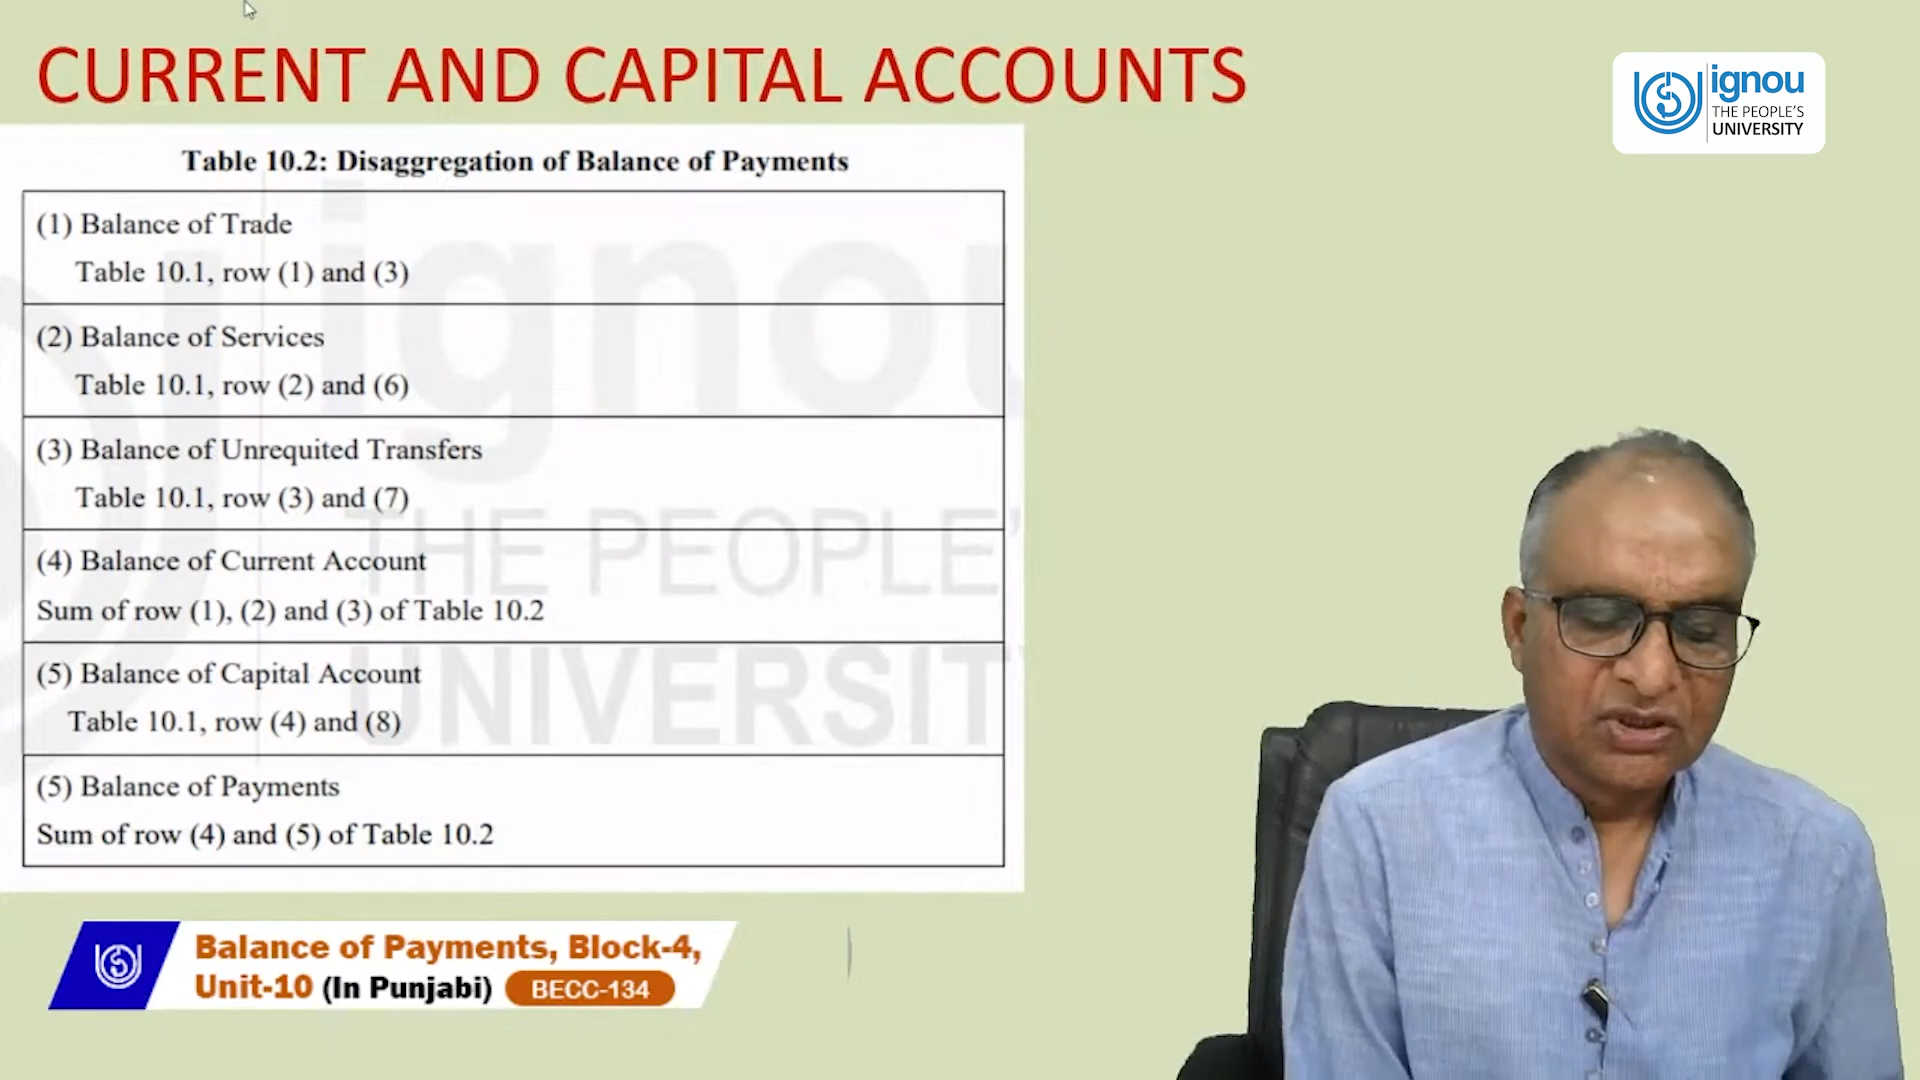 CURRENT AND CAPITAL ACCOUNTS
ignou
THE PEOPLE'S
UNIVERSITY
Table 10.2: Disaggregation of Balance of Payments
(1) Balance of Trade
Table 10.1, row (1) and (3)
(2) Balance of Services
Table 10.1, row (2) and (6)
(3) Balance of Unrequited Transfers
Table 10.1, row (3) and (7)
(4) Balance of Current Account
Sum of row (1), (2) and (3) of Table 10.2
(5) Balance of Capital Account
Table 10.1, row (4) and (8)
(5) Balance of Payments
Sum of row (4) and (5) of Table 10.2
ignou
THE PEOPLE'
UNIVERSIT
Balance of Payments, Block-4,
Unit-10 (In Punjabi) BECC-134